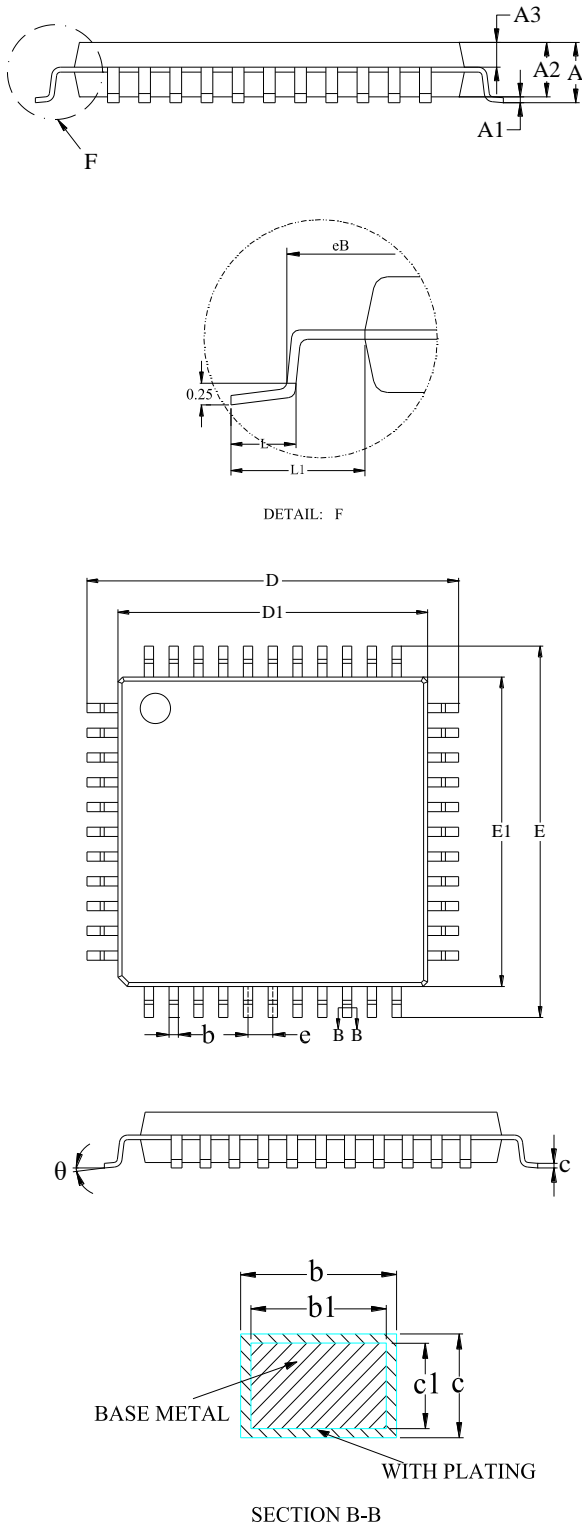 A3
A2
A
A1
F
eB
0.25
L
L1
DETAIL: F
D
D1
E1
E
b
e
B
B
θ
c
b
b1
c1
c
BASE METAL
WITH PLATING
SECTION B-B